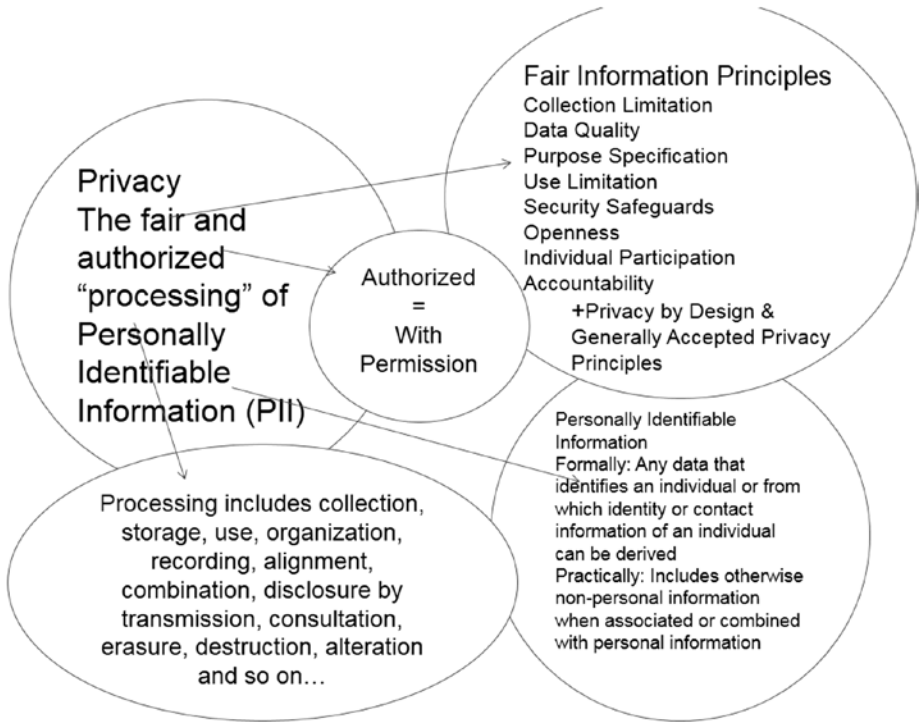 Privacy
The fair and
authorized
“processing” of
Personally
Identifiable
Information (PII)
Authorized
=
With
Permission
Fair Information Principles
Collection Limitation
Data Quality
Purpose Specification
Use Limitation
Security Safeguards
Openness
Individual Participation
Accountability
+Privacy by Design &
Generally Accepted Privacy
Principles
Processing includes collection,
storage, use, organization,
recording, alignment,
combination, disclosure by
transmission, consultation,
erasure, destruction, alteration
and so on…
Personally Identifiable
Information
Formally: Any data that
identifies an individual or from
which identity or contact
information of an individual
can be derived
Practically: Includes otherwise
non-personal information
when associated or combined
with personal information